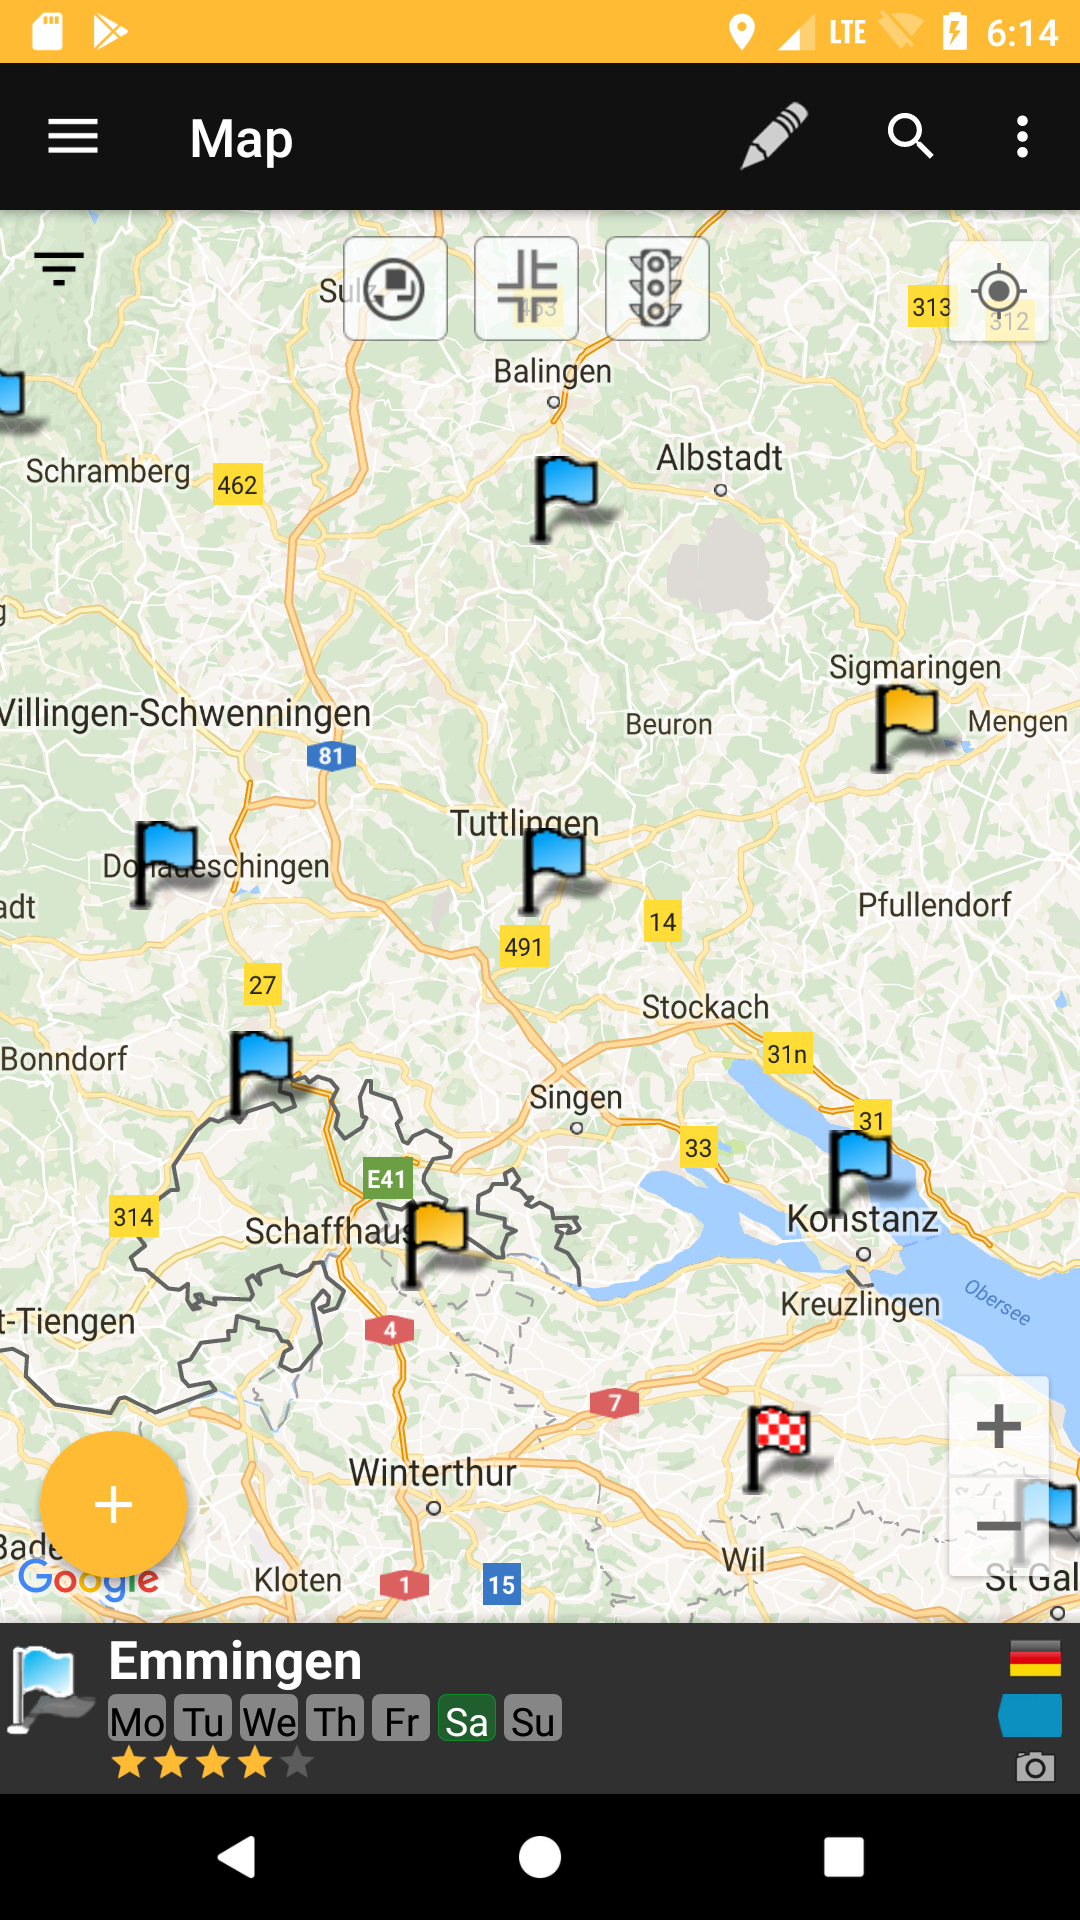 LTE 6:14
Map
Sulz
463
313
312
Balingen
Albstadt
Schramberg
462
Sigmaringen
Villingen-Schwenningen
Beuron
Mengen
81
Tuttlingen
Donaueschingen
adt
Pfullendorf
14
491
27
Stockach
Bonndorf
31n
Singen
31
33
E41
314
Schaffhaus
Konstanz
Obersee
Kreuzlingen
t-Tiengen
4
7
Winterthur
Wil
Bade
Google
Kloten
1
15
St Gal
Emmingen
Mo Tu We Th Fr Sa Su